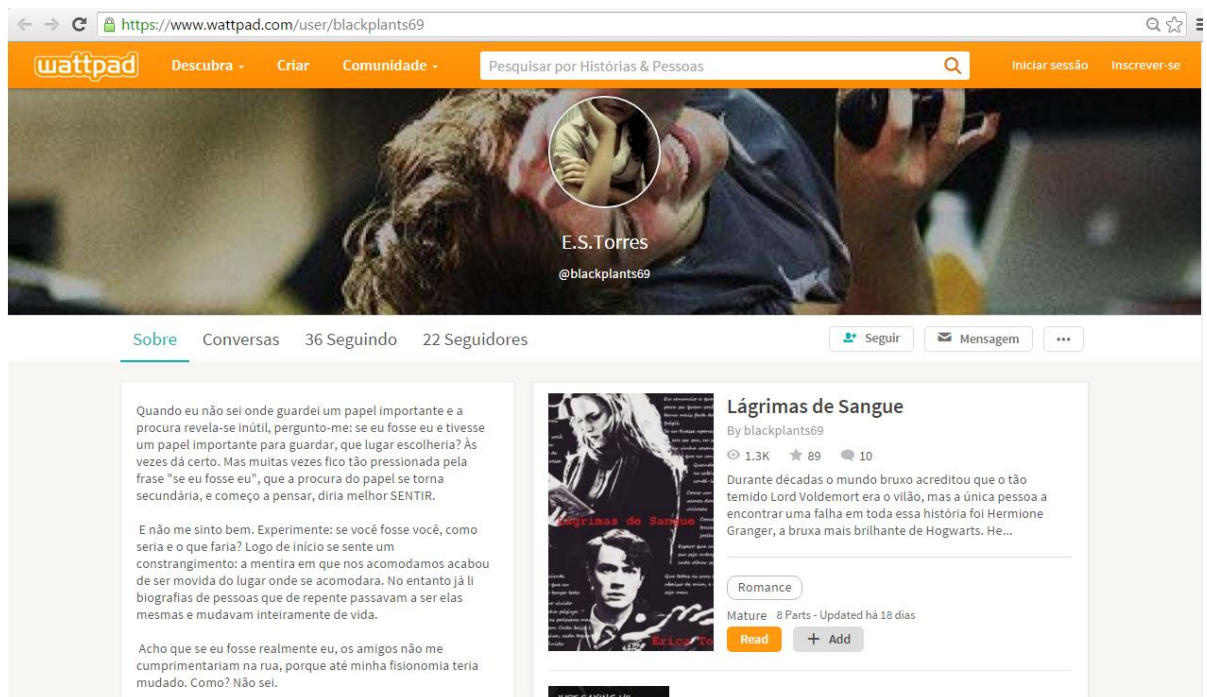 https://www.wattpad.com/user/blackplants69
wattpad
Descubra
Criar
Comunidade
Pesquisar por Histórias & Pessoas
Iniciar sessão
Inscrever-se
E.S.Torres
@blackplants69
Sobre
Conversas
36 Seguindo
22 Seguidores
Seguir
Mensagem
Quando eu não sei onde guardei um papel importante e a
procura revela-se inútil, pergunto-me: se eu fosse eu e tivesse
um papel importante para guardar, que lugar escolheria? Às
vezes dá certo. Mas muitas vezes fico tão pressionada pela
frase "se eu fosse eu", que a procura do papel se torna
secundária, e começo a pensar, diria melhor SENTIR.
E não me sinto bem. Experimente: se você fosse você, como
seria e o que faria? Logo de início se sente um
constrangimento: a mentira em que nos acomodamos acabou
de ser movida do lugar onde se acomodara. No entanto já li
biografias de pessoas que de repente passavam a ser elas
mesmas e mudavam inteiramente de vida.
Acho que se eu fosse realmente eu, os amigos não me
cumprimentariam na rua, porque até minha fisionomia teria
mudado. Como? Não sei.
Lágrimas de Sangue
Lágrimas de Sangue
By blackplants69
1.3K
89
10
Durante décadas o mundo bruxo acreditou que o tão
temido Lord Voldemort era o vilão, mas a única pessoa a
encontrar uma falha em toda essa história foi Hermione
Granger, a bruxa mais brilhante de Hogwarts. He...
Romance
Mature 8 Parts - Updated há 18 dias
Read
+ Add